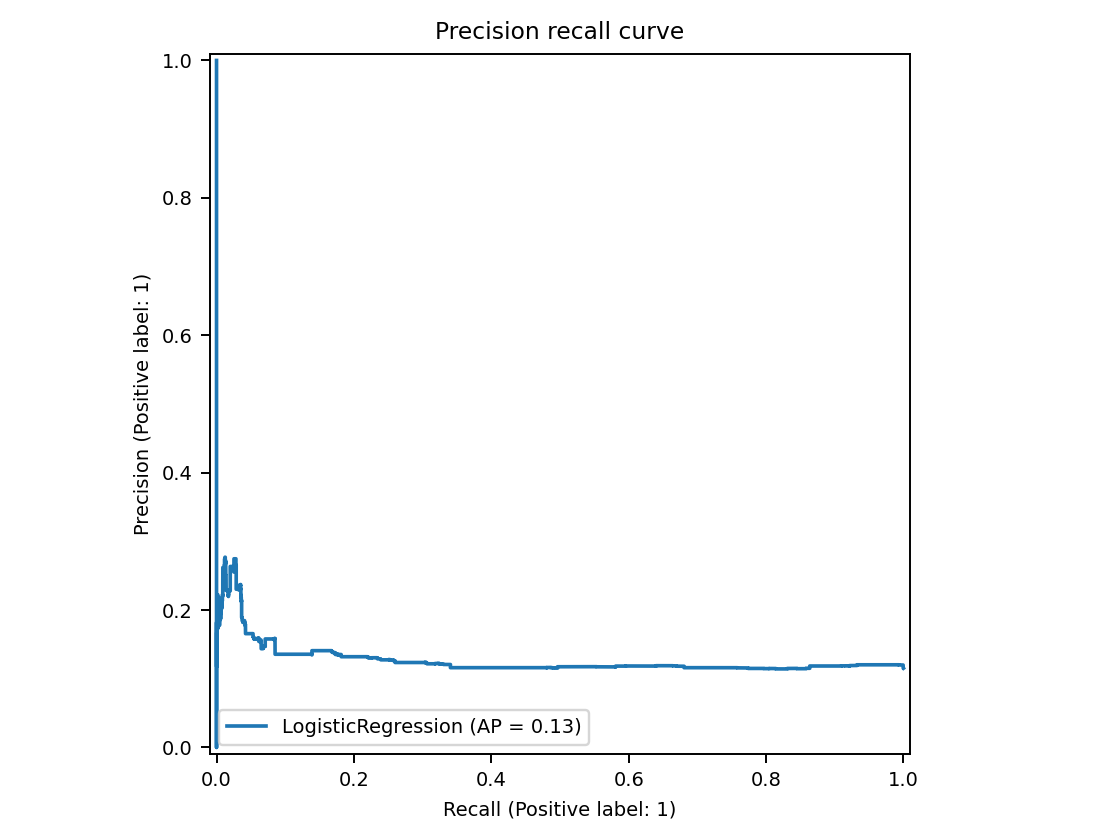 Precision recall curve
1.0
0.8
0.6
0.4
0.2
0.0
Precision (Positive label: 1)
LogisticRegression (AP = 0.13)
0.0 0.2 0.4 0.6 0.8 1.0
Recall (Positive label: 1)